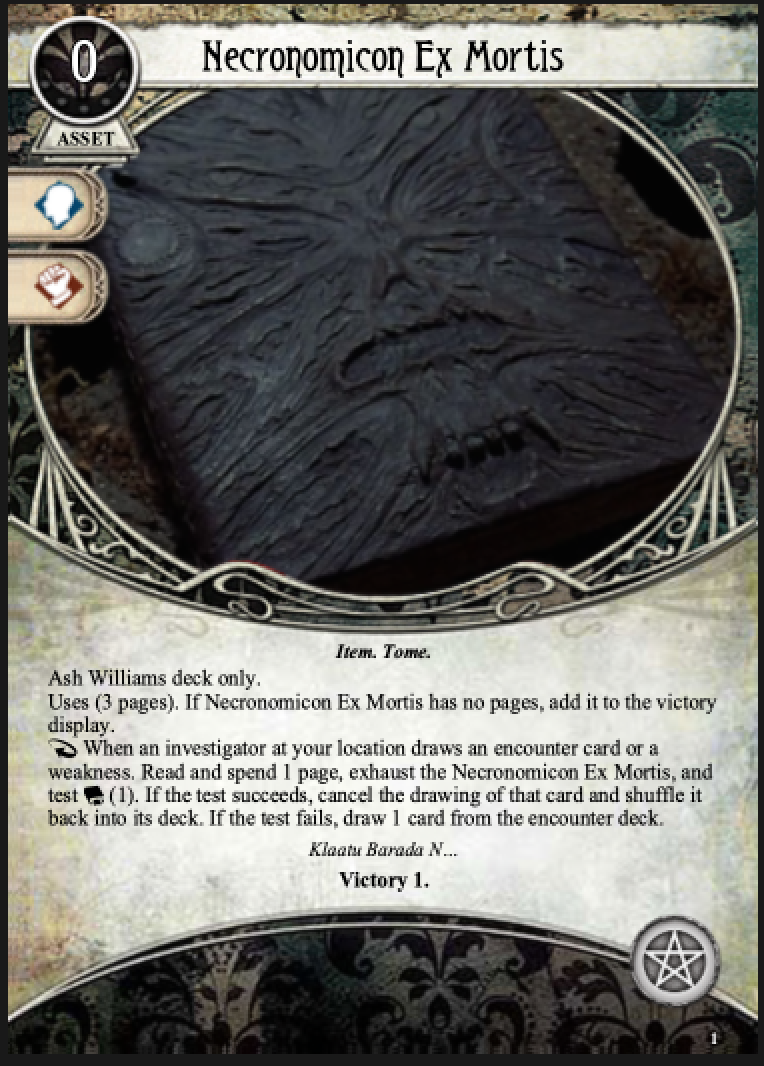 0
Necronomicon Ex Mortis
ASSET
Item. Tome.
Ash Williams deck only.
Uses (3 pages). If Necronomicon Ex Mortis has no pages, add it to the victory
display.
When an investigator at your location draws an encounter card or a
weakness. Read and spend 1 page, exhaust the Necronomicon Ex Mortis, and
test (1). If the test succeeds, cancel the drawing of that card and shuffle it
back into its deck. If the test fails, draw 1 card from the encounter deck.
Klaatu Barada N...
Victory 1.
1